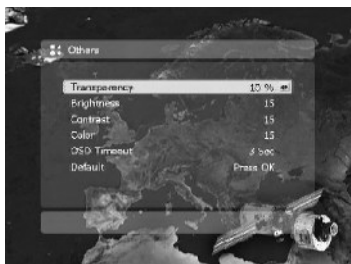 Others
Transparency 10 %
Brightness 15
Contrast 15
Color 15
OSD Timeout 3 Sec
Default Press OK